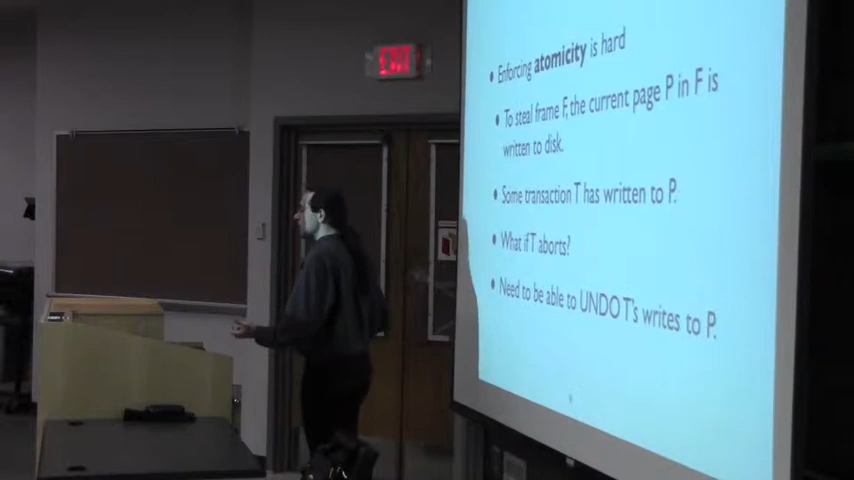 EXIT
• Enforcing atomicity is hard
• To steal frame F, the current page P in F is
written to disk.
• Some transaction T has written to P.
• What if T aborts?
• Need to be able to UNDO T's writes to P.